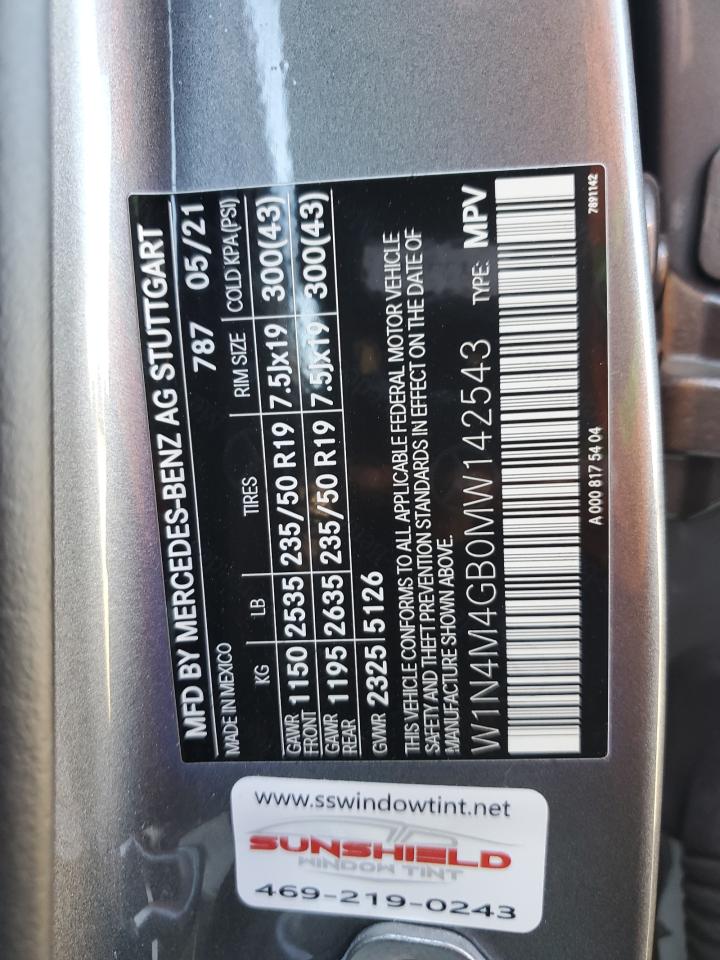 MFD BY MERCEDES-BENZ AG STUTTGART
MADE IN MEXICO 787 05/21
KG LB TIRES RIM SIZE COLD KPA(PSI)
GAWR FRONT 1150 2535 235/50 R19 7.5Jx19 300(43)
GAWR REAR 1195 2635 235/50 R19 7.5Jx19 300(43)
GVWR 2325 5126
THIS VEHICLE CONFORMS TO ALL APPLICABLE FEDERAL MOTOR VEHICLE
SAFETY AND THEFT PREVENTION STANDARDS IN EFFECT ON THE DATE OF
MANUFACTURE SHOWN ABOVE.
W1N4M4GB0MW142543 TYPE: MPV
A 000 817 54 04 7891142
www.sswindowtint.net
SUNSHIELD
WINDOW TINT
469-219-0243